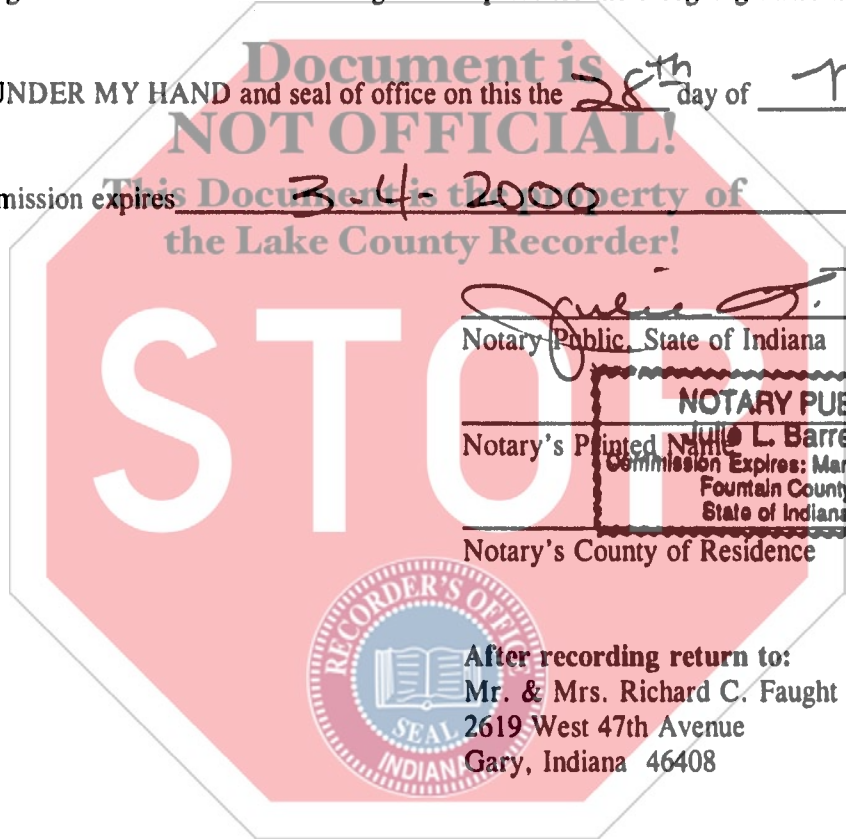 Document is
UNDER MY HAND and seal of office on this the 28th day of
NOT OFFICIAL!
mission expires 3-4-2000
This Document is the property of
the Lake County Recorder!
STOP
Notary Public, State of Indiana
NOTARY PUB
Julie L. Barre
Notary's Printed Name
Commission Expires: Mar
Fountain County
State of Indiana
Notary's County of Residence
RECORDER'S OFFICE
SEAL
INDIANA
After recording return to:
Mr. & Mrs. Richard C. Faught
2619 West 47th Avenue
Gary, Indiana 46408